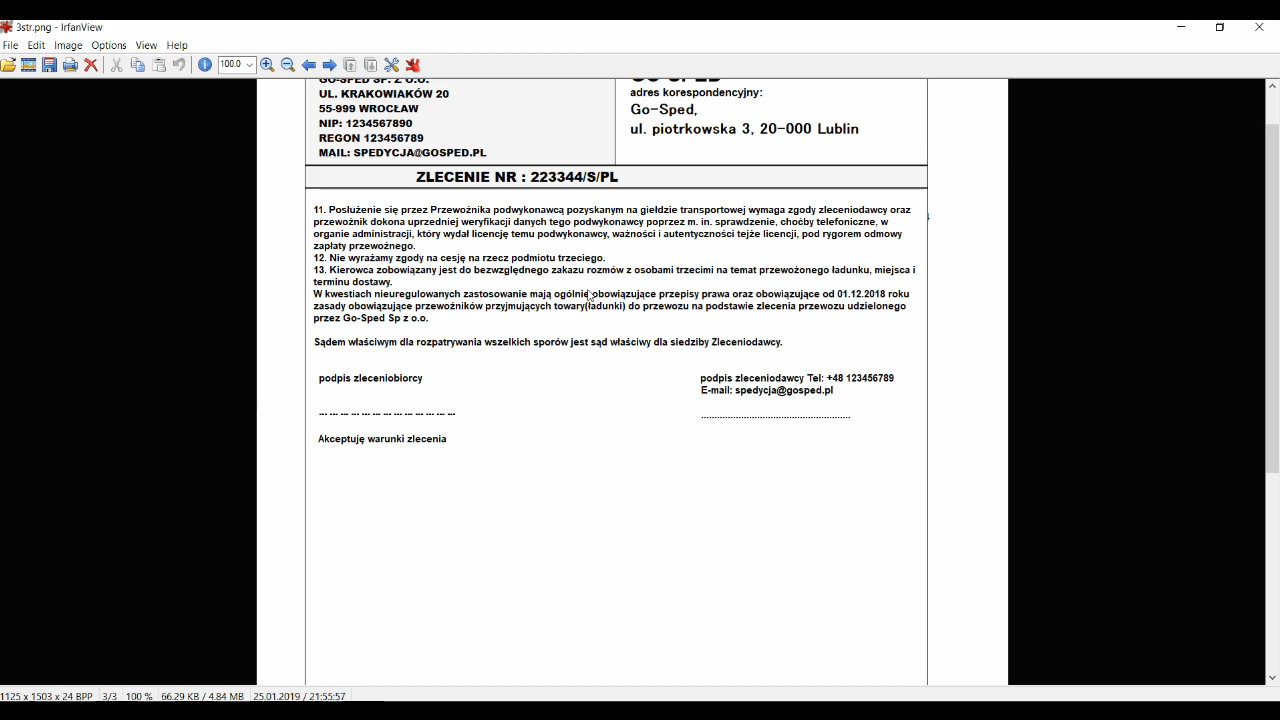 3str.png - IrfanView
File Edit Image Options View Help
100.0
GO-SPED SP. Z O.O.
UL. KRAKOWIAKÓW 20
55-999 WROCŁAW
NIP: 1234567890
REGON 123456789
MAIL: SPEDYCJA@GOSPED.PL
GO-SPED
adres korespondencyjny:
Go-Sped,
ul. piotrkowska 3, 20-000 Lublin
ZLECENIE NR : 223344/S/PL
11. Posłużenie się przez Przewoźnika podwykonawcą pozyskanym na giełdzie transportowej wymaga zgody zleceniodawcy oraz
przewoźnik dokona uprzedniej weryfikacji danych tego podwykonawcy poprzez m. in. sprawdzenie, choćby telefoniczne, w
organie administracji, który wydał licencję temu podwykonawcy, ważności i autentyczności tejże licencji, pod rygorem odmowy
zapłaty przewoźnego.
12. Nie wyrażamy zgody na cesję na rzecz podmiotu trzeciego.
13. Kierowca zobowiązany jest do bezwzględnego zakazu rozmów z osobami trzecimi na temat przewożonego ładunku, miejsca i
terminu dostawy.
W kwestiach nieuregulowanych zastosowanie mają ogólnie obowiązujące przepisy prawa oraz obowiązujące od 01.12.2018 roku
zasady obowiązujące przewoźników przyjmujących towary(ładunki) do przewozu na podstawie zlecenia przewozu udzielonego
przez Go-Sped Sp z o.o.
Sądem właściwym dla rozpatrywania wszelkich sporów jest sąd właściwy dla siedziby Zleceniodawcy.
podpis zleceniobiorcy
podpis zleceniodawcy Tel: +48 123456789
E-mail: spedycja@gosped.pl
Akceptuję warunki zlecenia
1125 x 1503 x 24 BPP 3/3 100 % 66.29 KB / 4.84 MB 25.01.2019 / 21:55:57